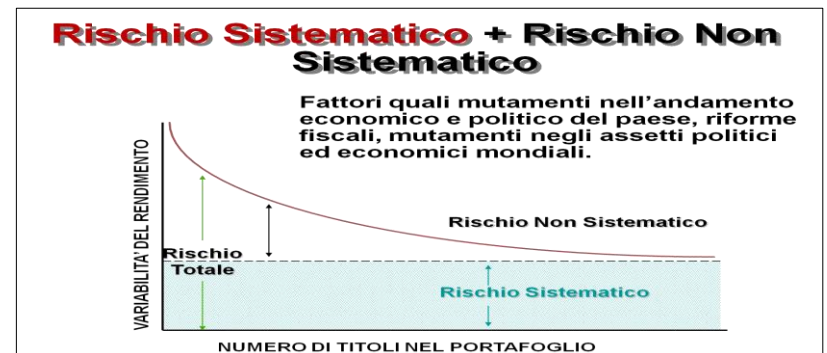 Rischio Sistematico + Rischio Non
Sistematico
Fattori quali mutamenti nell'andamento
economico e politico del paese, riforme
fiscali, mutamenti negli assetti politici
ed economici mondiali.
VARIABILITA' DEL RENDIMENTO
Rischio Non Sistematico
Rischio
Totale
Rischio Sistematico
NUMERO DI TITOLI NEL PORTAFOGLIO